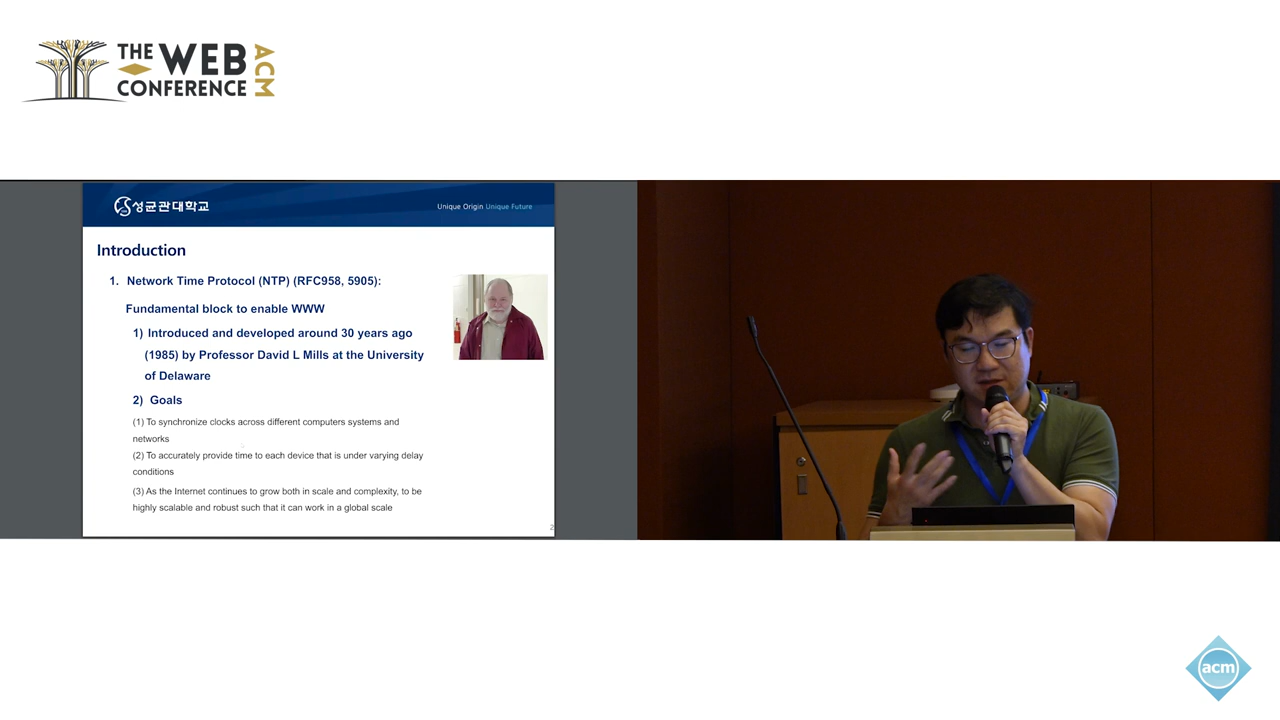 THE WEB
CONFERENCE
ACM
성균관대학교
Unique Origin Unique Future
Introduction
1. Network Time Protocol (NTP) (RFC958, 5905):
Fundamental block to enable WWW
1) Introduced and developed around 30 years ago
(1985) by Professor David L Mills at the University
of Delaware
2) Goals
(1) To synchronize clocks across different computers systems and
networks
(2) To accurately provide time to each device that is under varying delay
conditions
(3) As the Internet continues to grow both in scale and complexity, to be
highly scalable and robust such that it can work in a global scale
2
acm